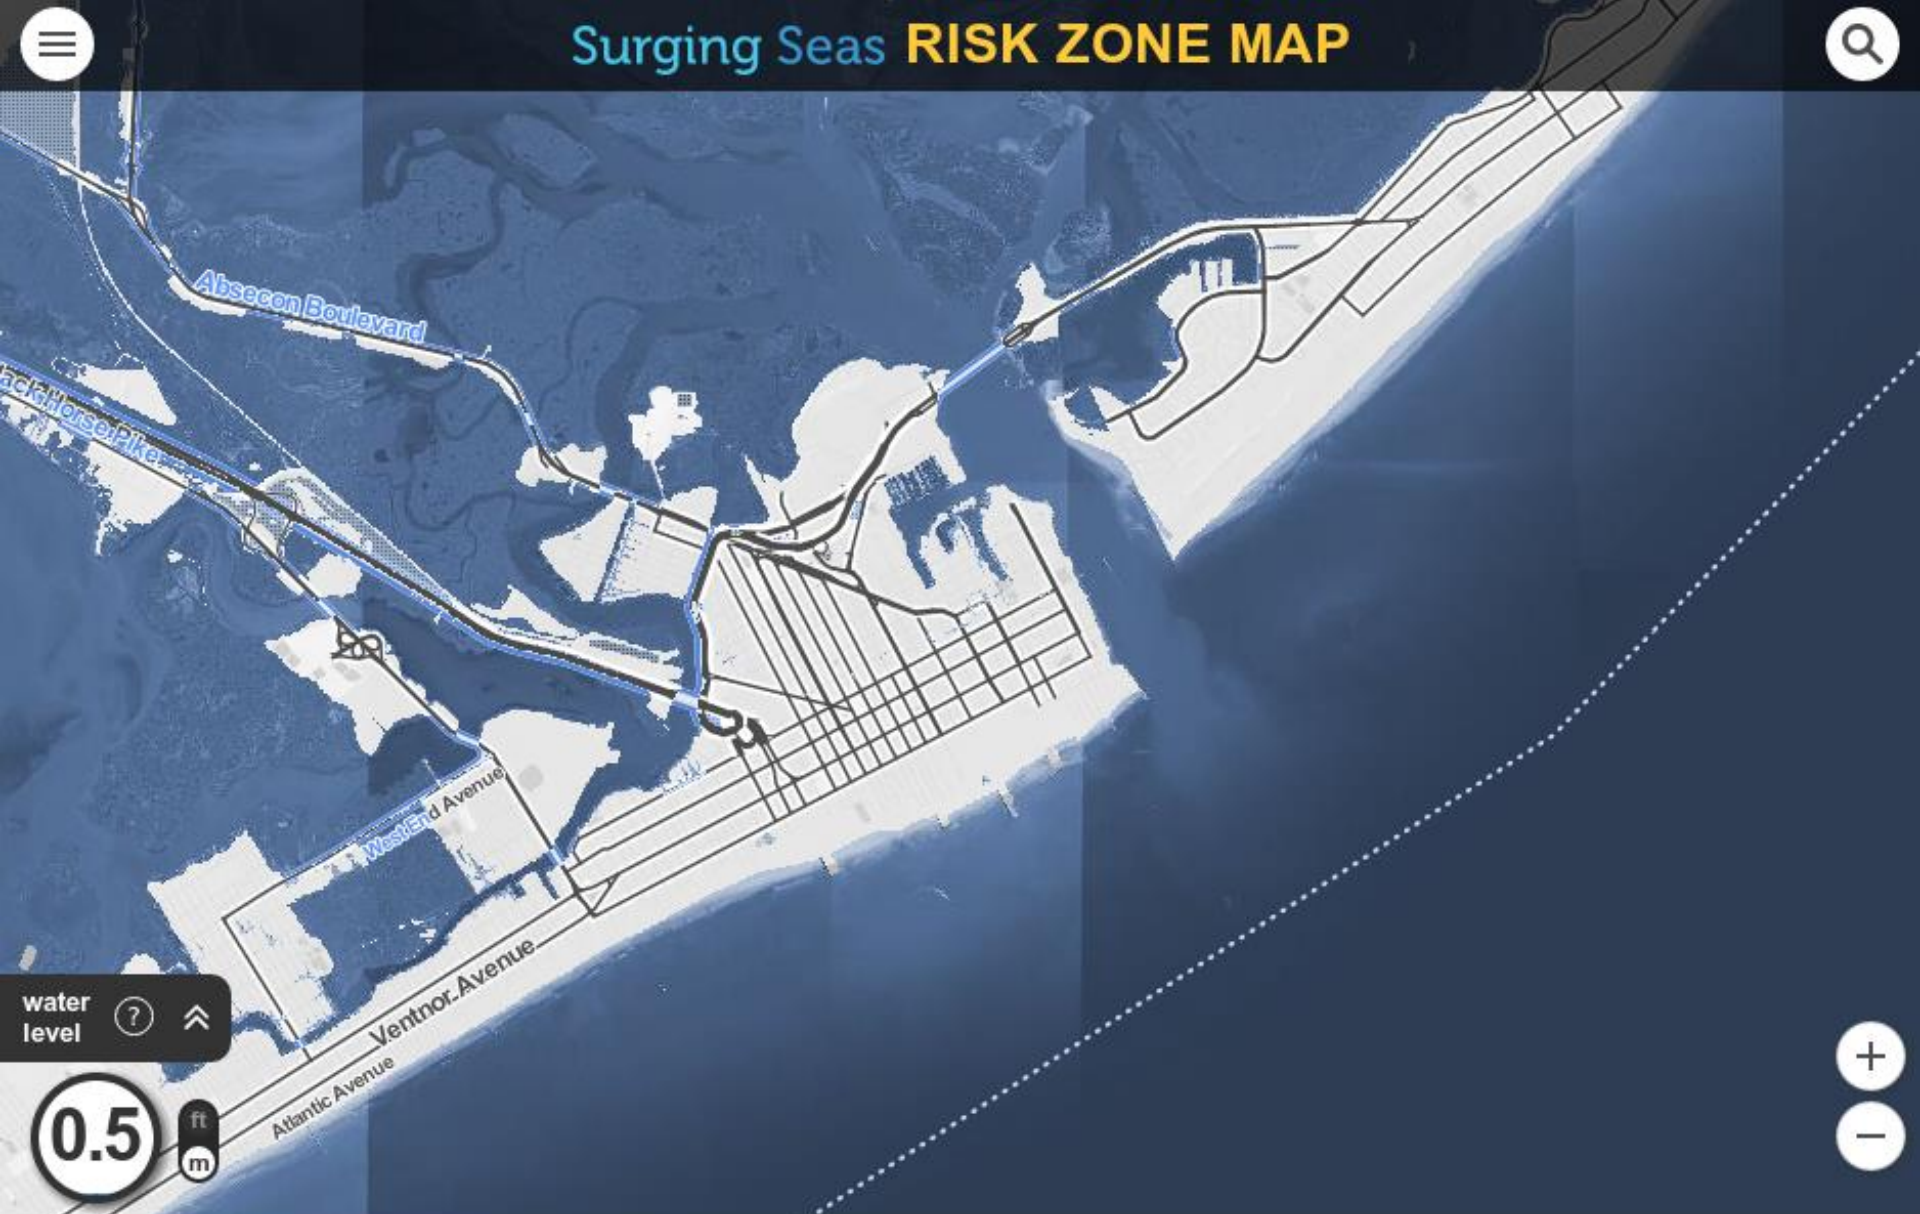 Surging Seas RISK ZONE MAP
Absecon Boulevard
ack Horse Pike
West End Avenue
Ventnor Avenue
Atlantic Avenue
water
level
?
0.5
ft
m
+
−